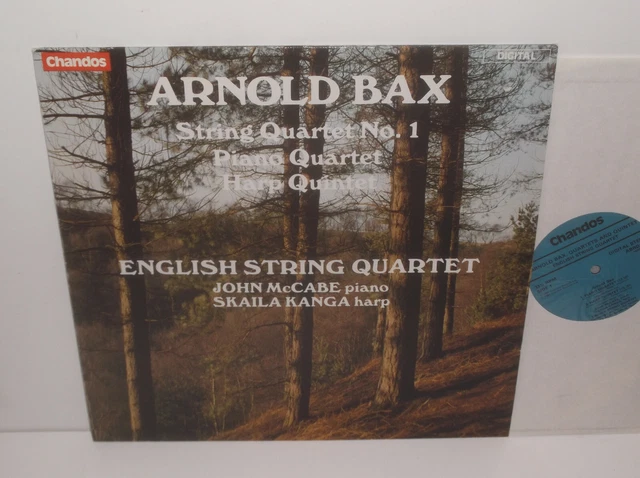 Chandos
DIGITAL
ARNOLD BAX
String Quartet No. 1
Piano Quartet
Harp Quintet
ENGLISH STRING QUARTET
JOHN McCABE piano
SKAILA KANGA harp
Chandos